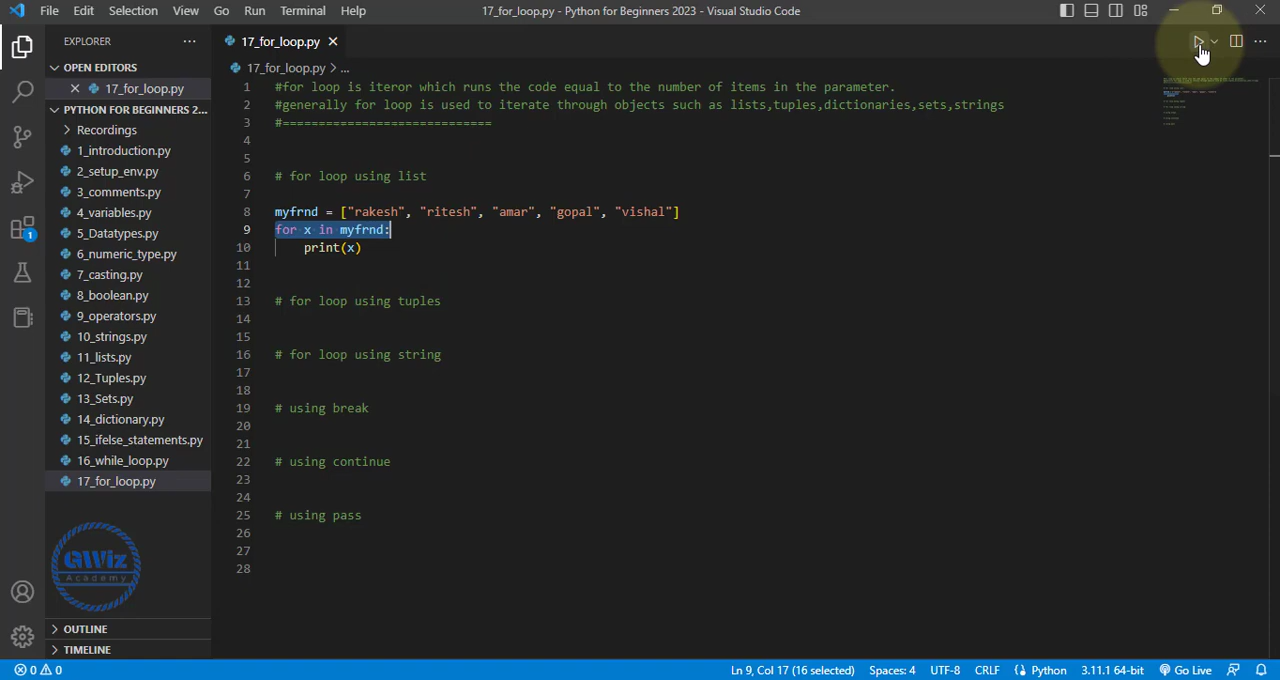 File Edit Selection View Go Run Terminal Help 17_for_loop.py - Python for Beginners 2023 - Visual Studio Code
EXPLORER
17_for_loop.py
OPEN EDITORS
17_for_loop.py
PYTHON FOR BEGINNERS 2...
Recordings
1_introduction.py
2_setup_env.py
3_comments.py
4_variables.py
5_Datatypes.py
6_numeric_type.py
7_casting.py
8_boolean.py
9_operators.py
10_strings.py
11_lists.py
12_Tuples.py
13_Sets.py
14_dictionary.py
15_ifelse_statements.py
16_while_loop.py
17_for_loop.py
1
GWiz
Academy
OUTLINE
TIMELINE
17_for_loop.py > ...
1 #for loop is iteror which runs the code equal to the number of items in the parameter.
2 #generally for loop is used to iterate through objects such as lists,tuples,dictionaries,sets,strings
3 #=============================
4
5
6 # for loop using list
7
8 myfrnd = ["rakesh", "ritesh", "amar", "gopal", "vishal"]
9 for x in myfrnd:
10 print(x)
11
12
13 # for loop using tuples
14
15
16 # for loop using string
17
18
19 # using break
20
21
22 # using continue
23
24
25 # using pass
26
27
28
0 0 Ln 9, Col 17 (16 selected) Spaces: 4 UTF-8 CRLF Python 3.11.1 64-bit Go Live